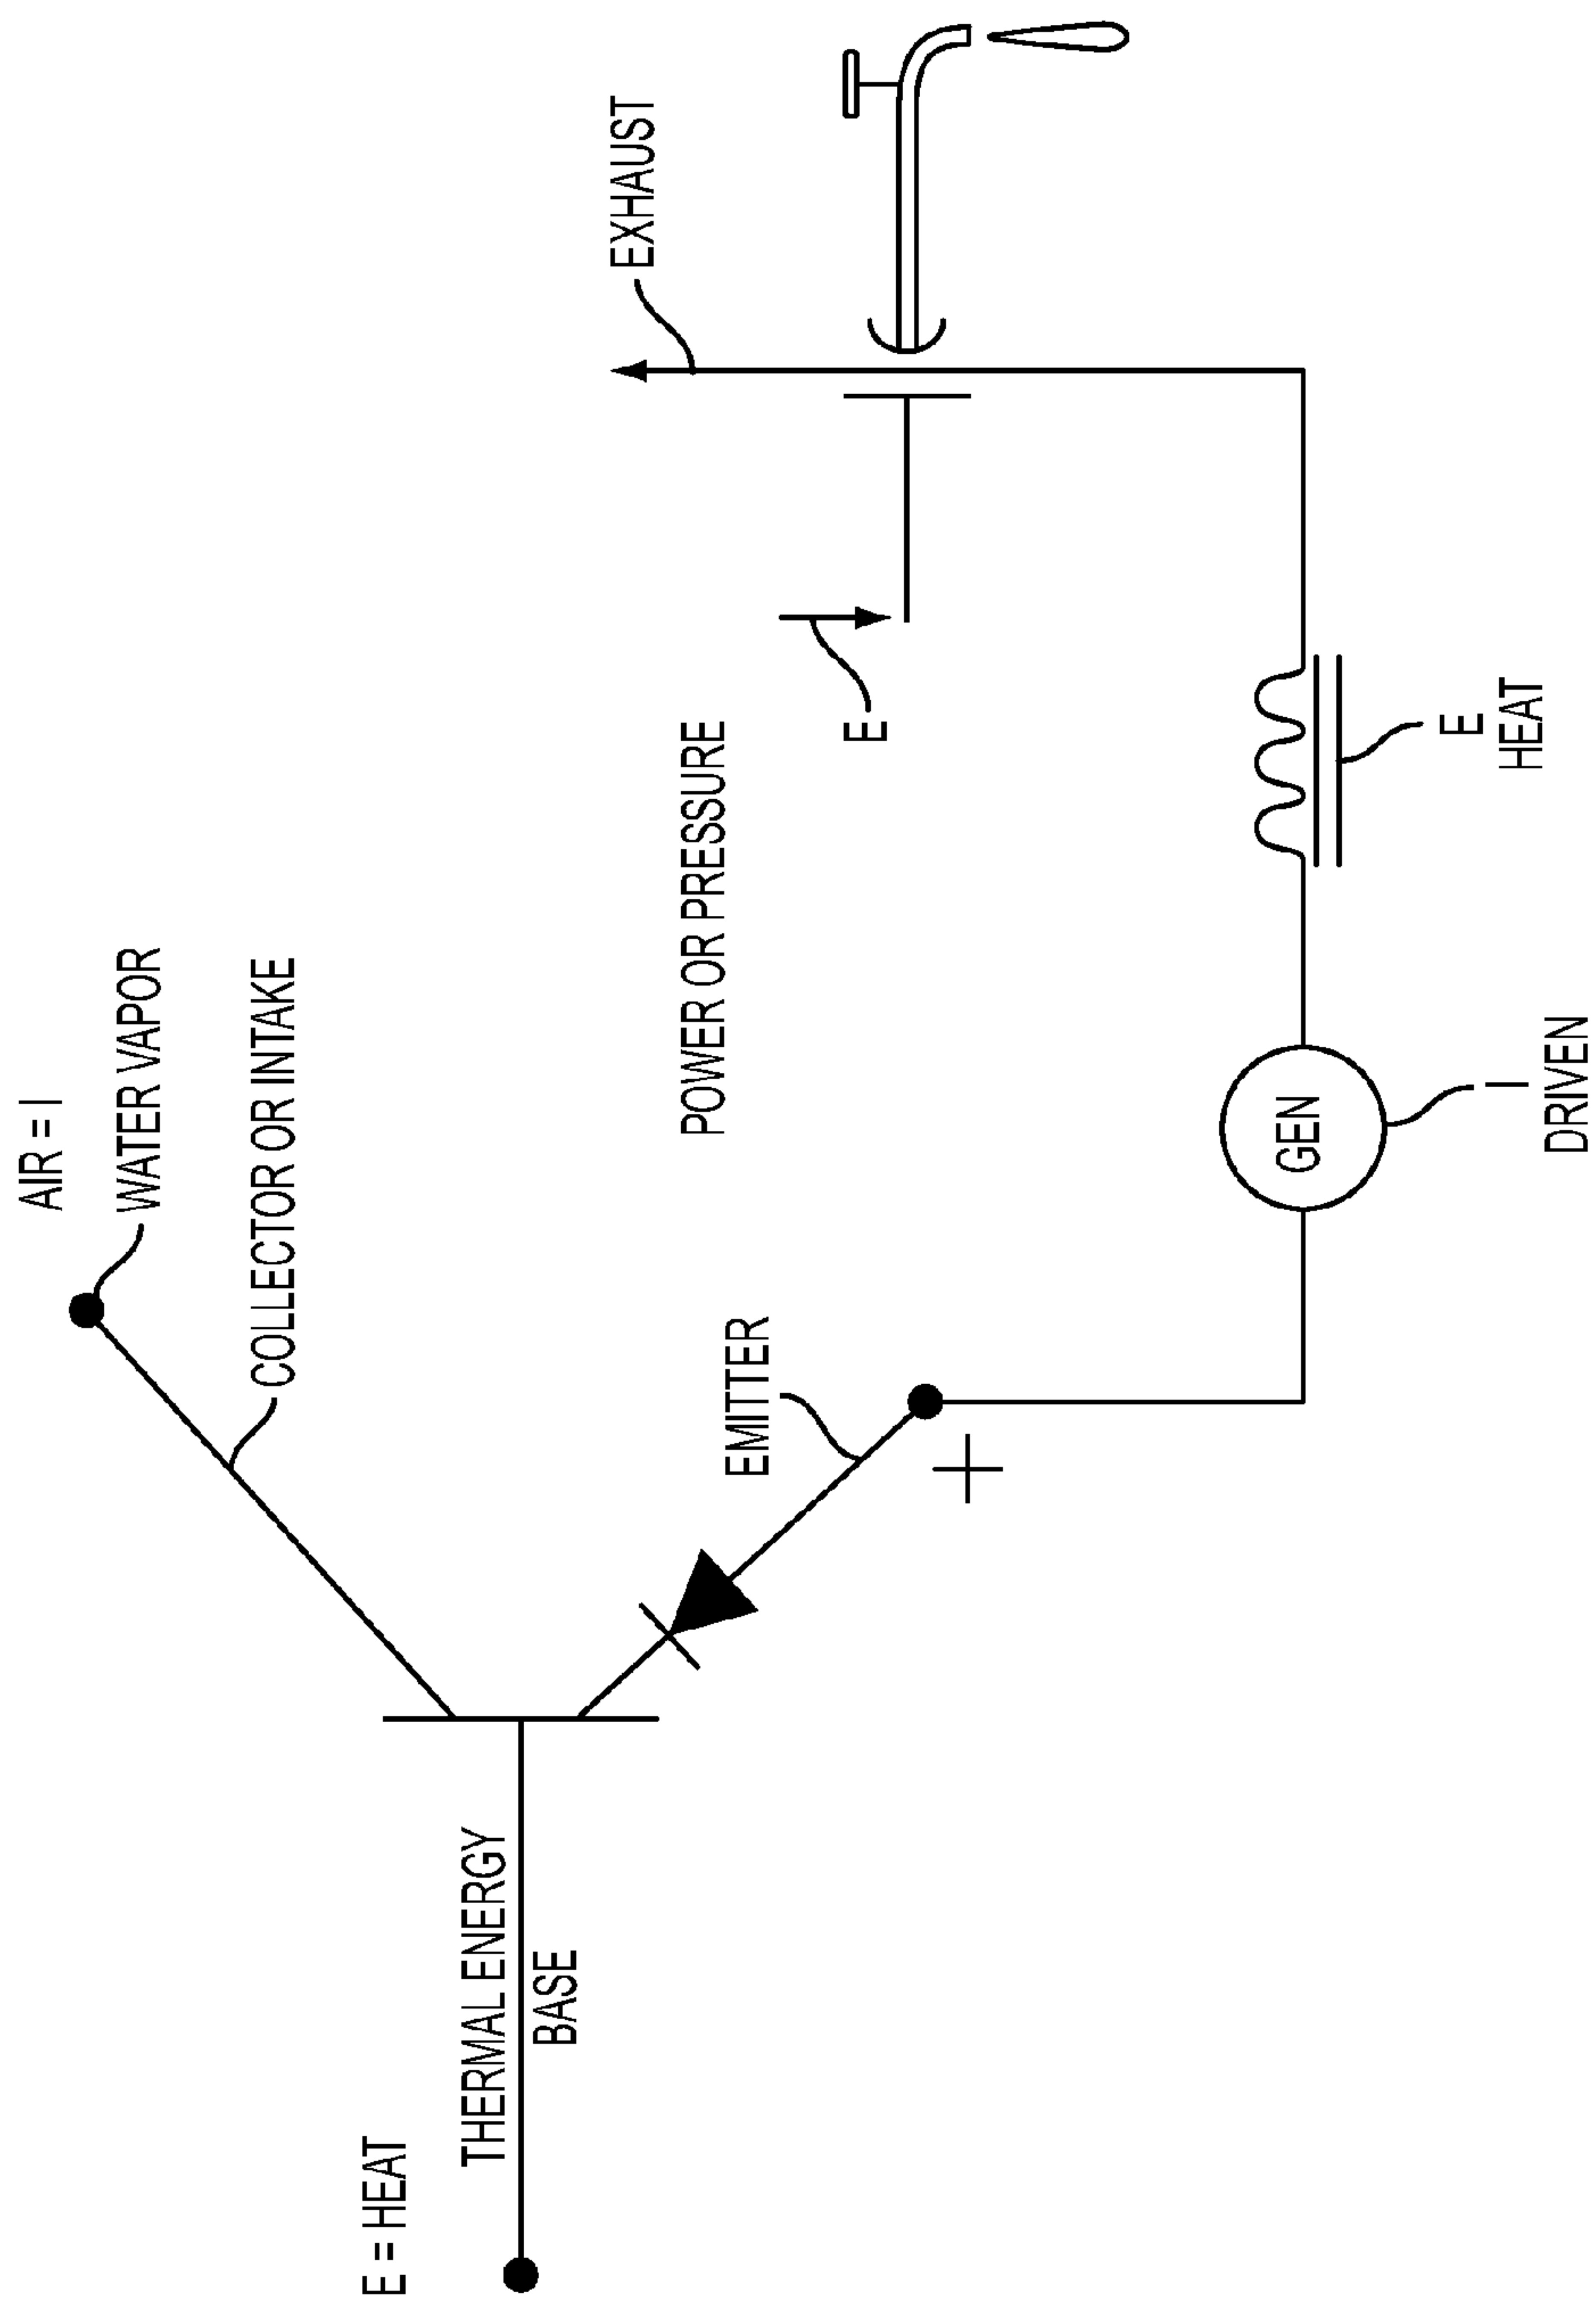 AIR = I
WATER VAPOR
COLLECTOR OR INTAKE
E = HEAT
THERMAL ENERGY
BASE
EXHAUST
POWER OR PRESSURE
EMITTER
E
GEN
I
DRIVEN
E
HEAT